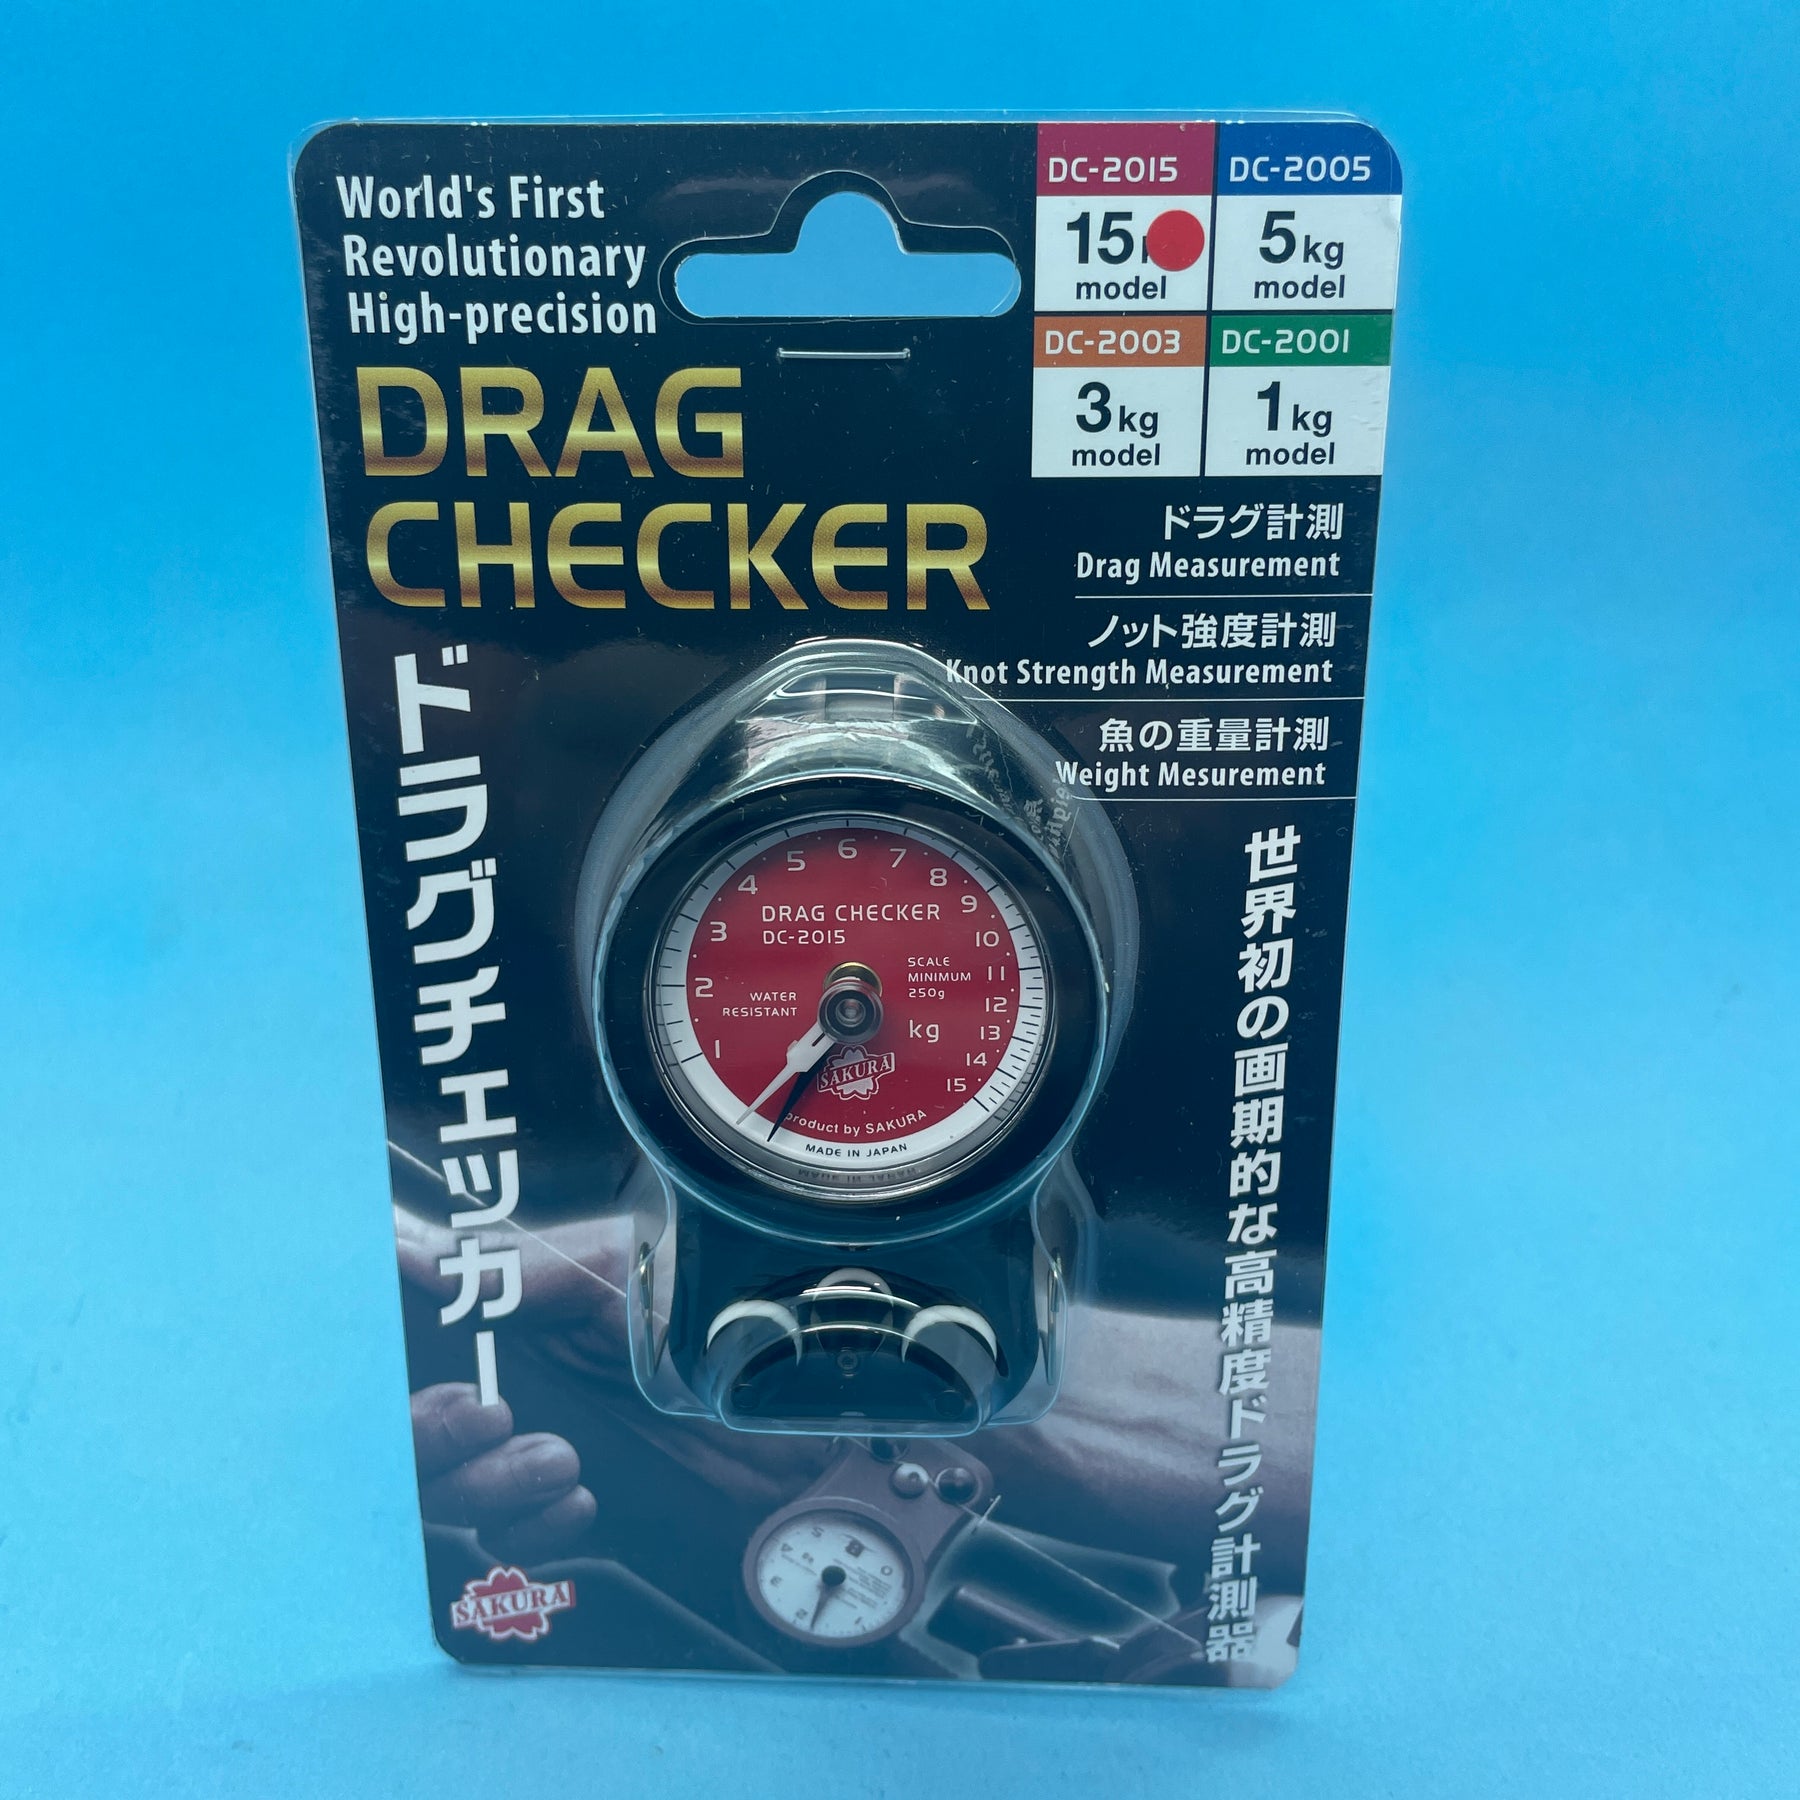 World's First
Revolutionary
High-precision
DRAG
CHECKER
ドラグチェッカー
DC-2015
15
model
DC-2005
5kg
model
DC-2003
3kg
model
DC-2001
1kg
model
ドラグ計測
Drag Measurement
ノット強度計測
Knot Strength Measurement
魚の重量計測
Weight Mesurement
世界初の画期的な高精度ドラグ計測器
1 2 3 4 5 6 7 8 9 10 11 12 13 14 15
DRAG CHECKER
DC-2015
SCALE
MINIMUM
250g
WATER
RESISTANT
kg
SAKURA
product by SAKURA
MADE IN JAPAN
SAKURA